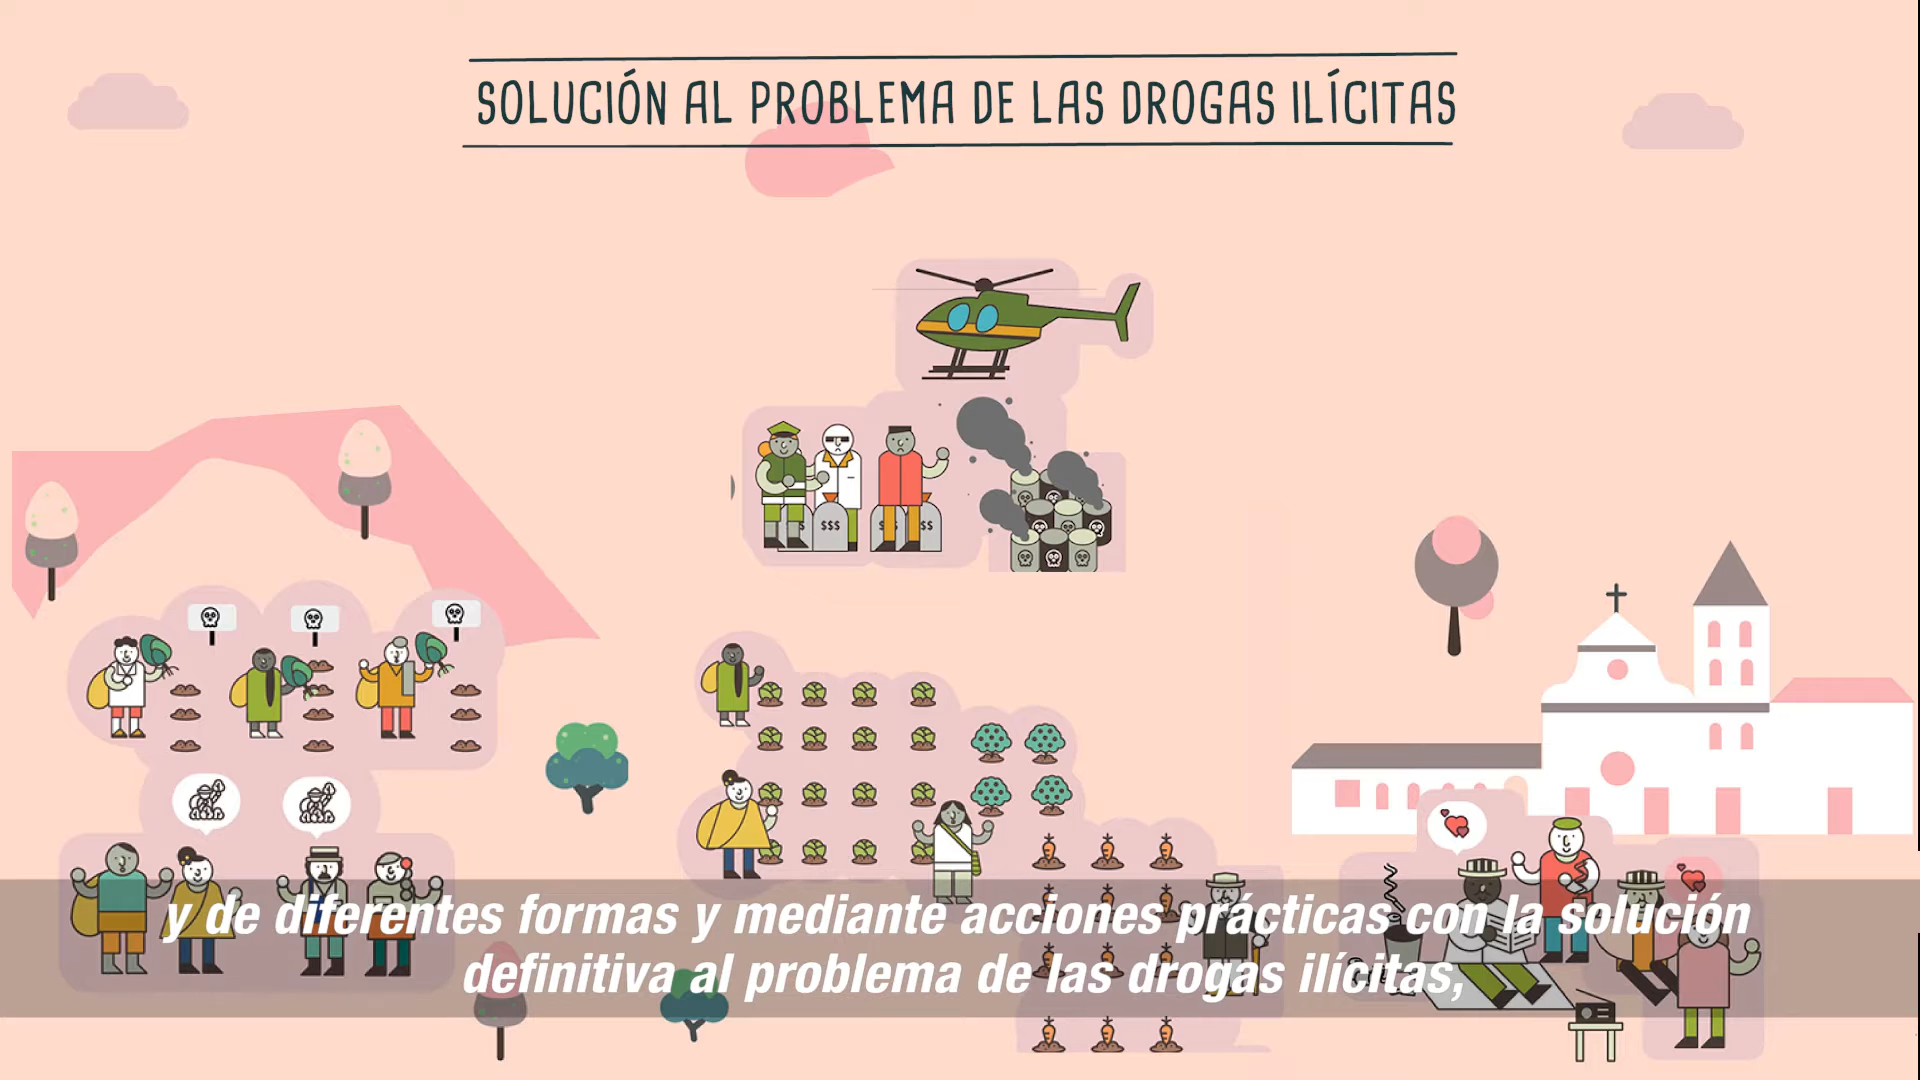 SOLUCIÓN AL PROBLEMA DE LAS DROGAS ILÍCITAS
$$$
$
$
$$
y de diferentes formas y mediante acciones prácticas con la solución
definitiva al problema de las drogas ilícitas,